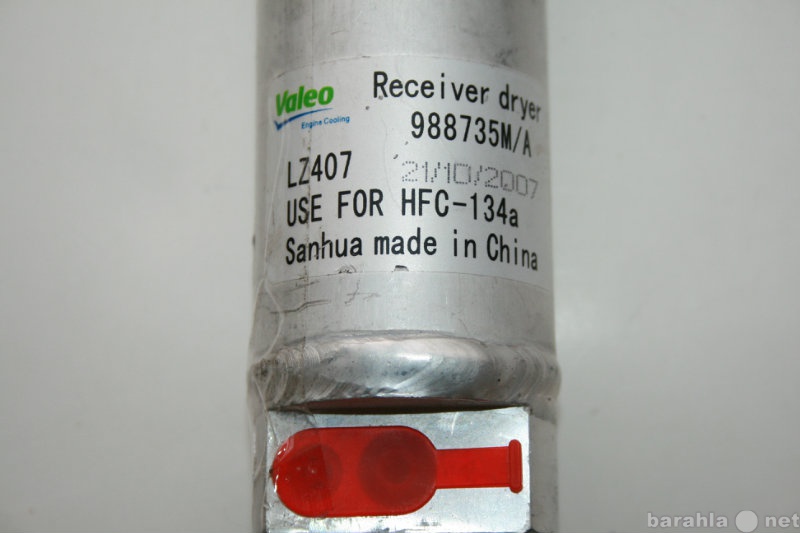 Valeo
Engine Cooling
Receiver dryer
988735M/A
LZ407 21/10/2007
USE FOR HFC-134a
Sanhua made in China
barahla net